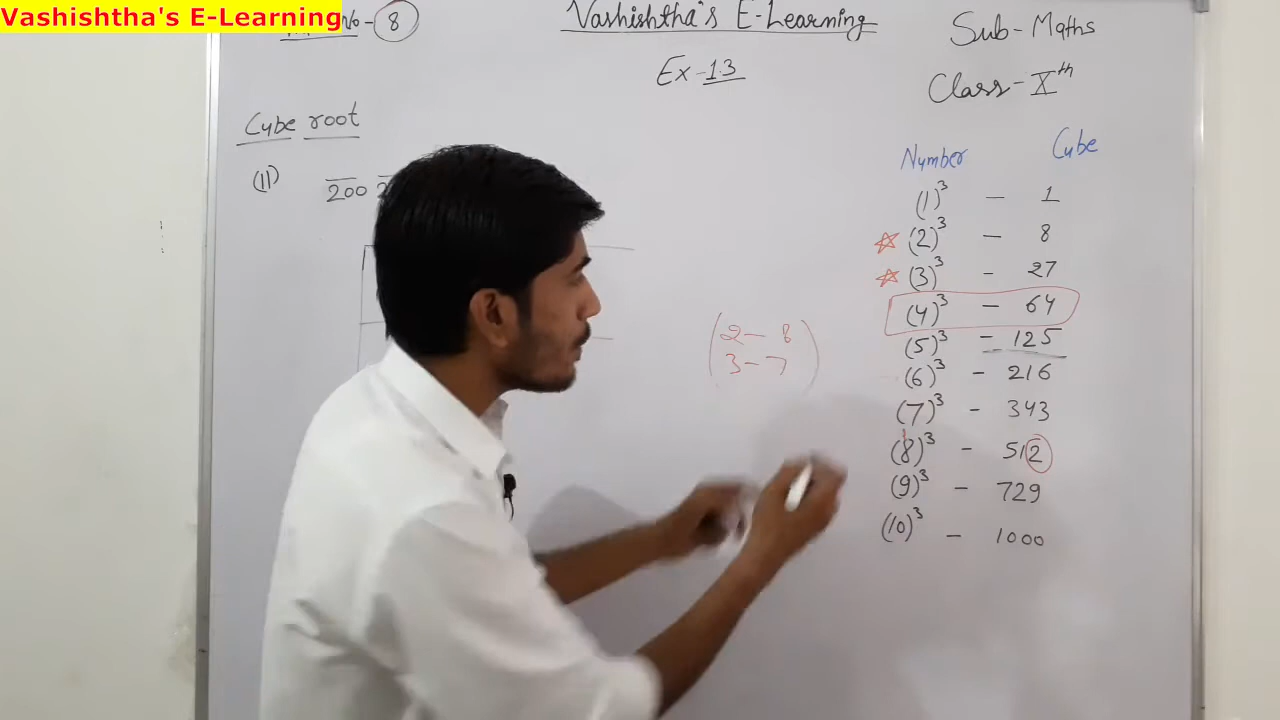 Vashishtha's E-Learning
No - 8
Vashishtha's E-Learning
Sub - Maths
Ex - 13
Class - Xth
Cube root
(11) 200 2
Number Cube
(1)³ - 1
☆ (2)³ - 8
☆ (3)³ - 27
(4)³ - 64
(5)³ - 125
(6)³ - 216
(7)³ - 343
(8)³ - 512
(9)³ - 729
(10)³ - 1000
2 - 8
3 - 7